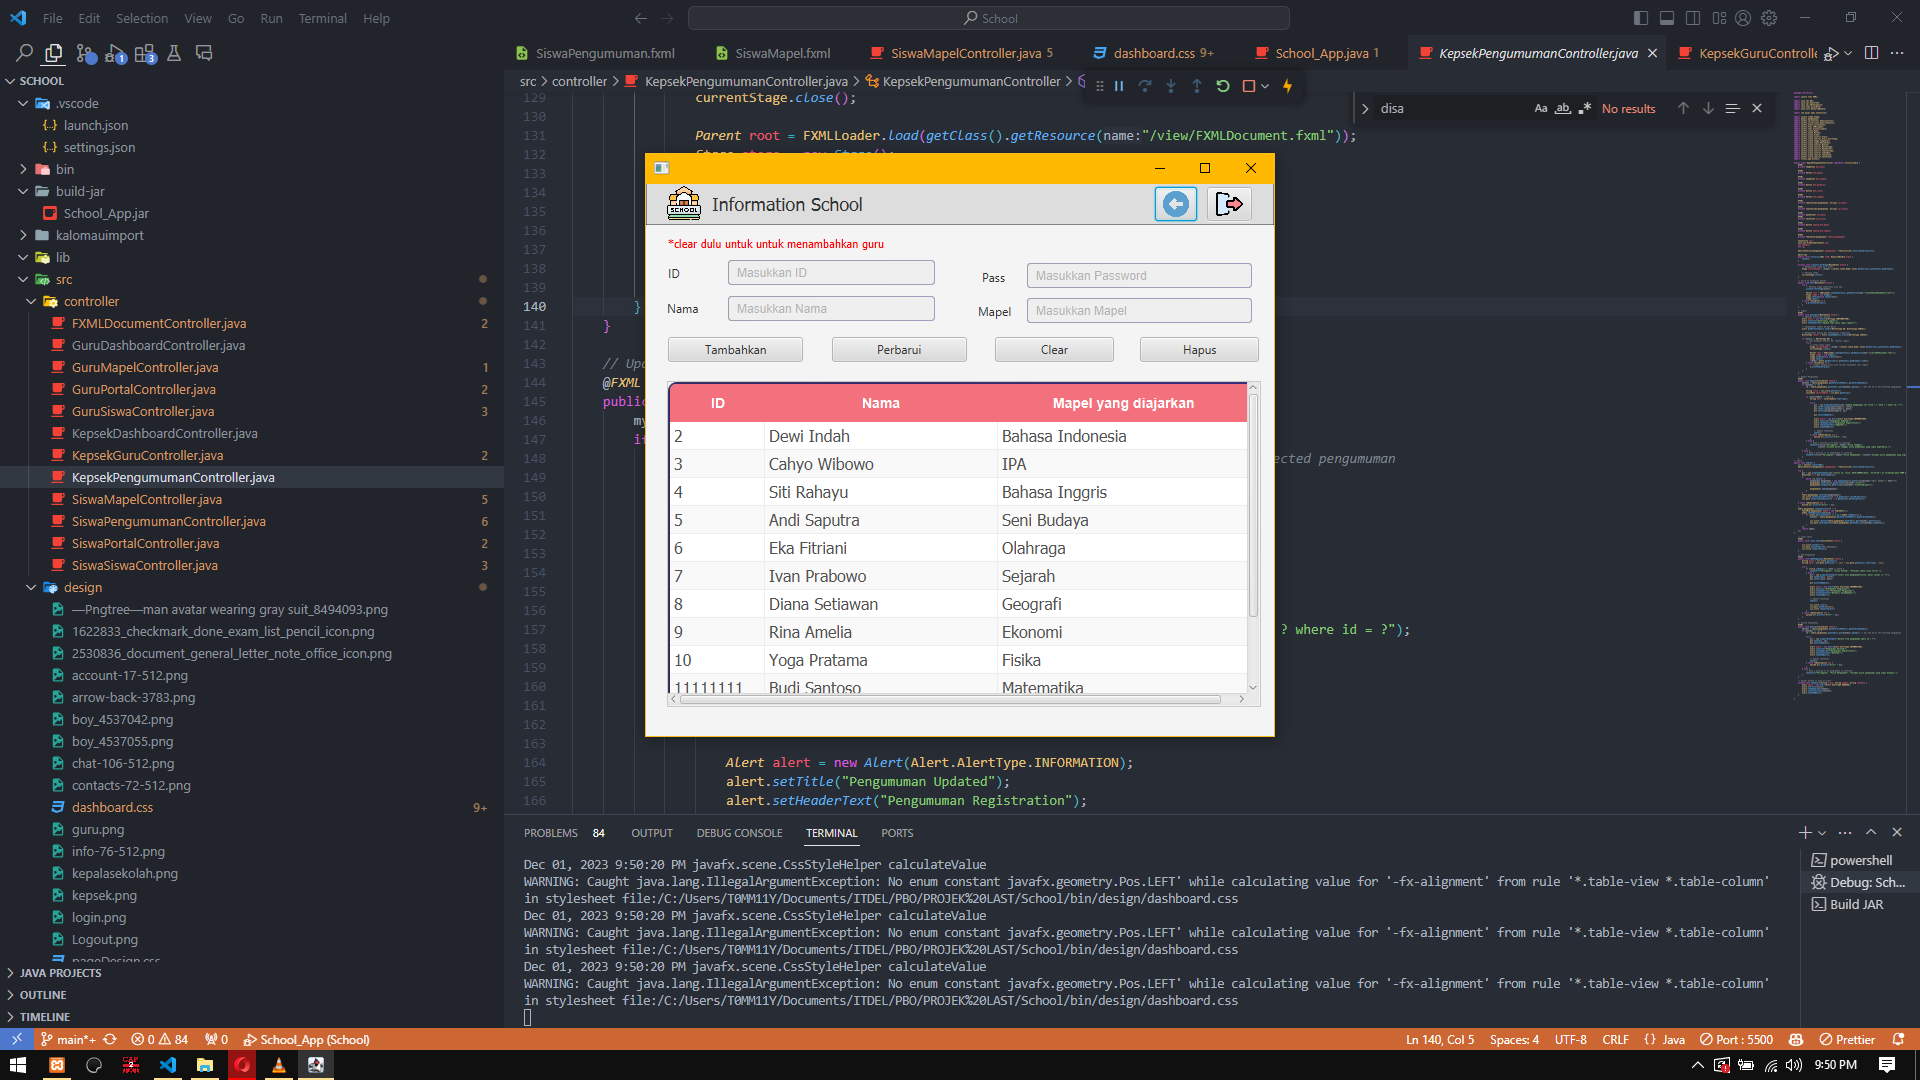 File Edit Selection View Go Run Terminal Help
School
SiswaPengumuman.fxml
SiswaMapel.fxml
SiswaMapelController.java 5
dashboard.css 9+
School_App.java 1
KepsekPengumumanController.java
KepsekGuruControlle
SCHOOL
src > controller > KepsekPengumumanController.java > KepsekPengumumanController >
disa
Aa ab
No results
.vscode
launch.json
settings.json
bin
build-jar
School_App.jar
kalomauimport
lib
src
controller
FXMLDocumentController.java 2
GuruDashboardController.java
GuruMapelController.java 1
GuruPortalController.java 2
GuruSiswaController.java 3
KepsekDashboardController.java
KepsekGuruController.java 2
KepsekPengumumanController.java
SiswaMapelController.java 5
SiswaPengumumanController.java 6
SiswaPortalController.java 2
SiswaSiswaController.java 3
design
—Pngtree—man avatar wearing gray suit_8494093.png
1622833_checkmark_done_exam_list_pencil_icon.png
2530836_document_general_letter_note_office_icon.png
account-17-512.png
arrow-back-3783.png
boy_4537042.png
boy_4537055.png
chat-106-512.png
contacts-72-512.png
dashboard.css 9+
guru.png
info-76-512.png
kepalasekolah.png
kepsek.png
login.png
Logout.png
pageDesign.css
JAVA PROJECTS
OUTLINE
TIMELINE
129 currentStage.close();
130
131 Parent root = FXMLLoader.load(getClass().getResource(name:"/view/FXMLDocument.fxml"));
132
133
134
135
136
137
138
139
140 }
141 }
142
143 // Upd
144 @FXML
145 public
146 my
147 if
148 ected pengumuman
149
150
151
152
153
154
155
156
157 ? where id = ?");
158
159
160
161
162
163
164 Alert alert = new Alert(Alert.AlertType.INFORMATION);
165 alert.setTitle("Pengumuman Updated");
166 alert.setHeaderText("Pengumuman Registration");
SCHOOL
Information School
*clear dulu untuk untuk menambahkan guru
ID Masukkan ID
Pass Masukkan Password
Nama Masukkan Nama
Mapel Masukkan Mapel
Tambahkan Perbarui Clear Hapus
ID Nama Mapel yang diajarkan
2 Dewi Indah Bahasa Indonesia
3 Cahyo Wibowo IPA
4 Siti Rahayu Bahasa Inggris
5 Andi Saputra Seni Budaya
6 Eka Fitriani Olahraga
7 Ivan Prabowo Sejarah
8 Diana Setiawan Geografi
9 Rina Amelia Ekonomi
10 Yoga Pratama Fisika
11111111 Budi Santoso Matematika
PROBLEMS 84 OUTPUT DEBUG CONSOLE TERMINAL PORTS
Dec 01, 2023 9:50:20 PM javafx.scene.CssStyleHelper calculateValue
WARNING: Caught java.lang.IllegalArgumentException: No enum constant javafx.geometry.Pos.LEFT' while calculating value for '-fx-alignment' from rule '*.table-view *.table-column'
in stylesheet file:/C:/Users/T0MM11Y/Documents/ITDEL/PBO/PROJEK%20LAST/School/bin/design/dashboard.css
Dec 01, 2023 9:50:20 PM javafx.scene.CssStyleHelper calculateValue
WARNING: Caught java.lang.IllegalArgumentException: No enum constant javafx.geometry.Pos.LEFT' while calculating value for '-fx-alignment' from rule '*.table-view *.table-column'
in stylesheet file:/C:/Users/T0MM11Y/Documents/ITDEL/PBO/PROJEK%20LAST/School/bin/design/dashboard.css
Dec 01, 2023 9:50:20 PM javafx.scene.CssStyleHelper calculateValue
WARNING: Caught java.lang.IllegalArgumentException: No enum constant javafx.geometry.Pos.LEFT' while calculating value for '-fx-alignment' from rule '*.table-view *.table-column'
in stylesheet file:/C:/Users/T0MM11Y/Documents/ITDEL/PBO/PROJEK%20LAST/School/bin/design/dashboard.css
powershell
Debug: Sch...
Build JAR
main*+ 0 84 0 School_App (School)
Ln 140, Col 5 Spaces: 4 UTF-8 CRLF {} Java Port : 5500 Prettier
9:50 PM